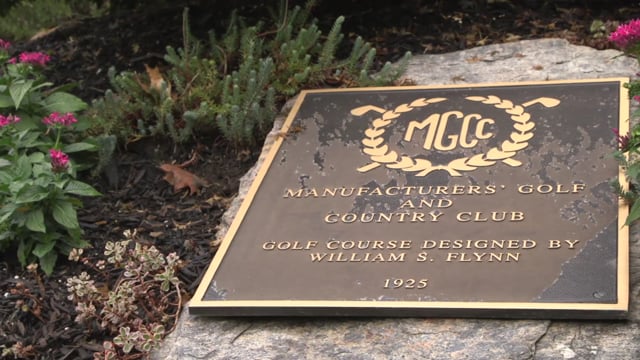 MGCC
MANUFACTURERS' GOLF
AND
COUNTRY CLUB
GOLF COURSE DESIGNED BY
WILLIAM S. FLYNN
1925